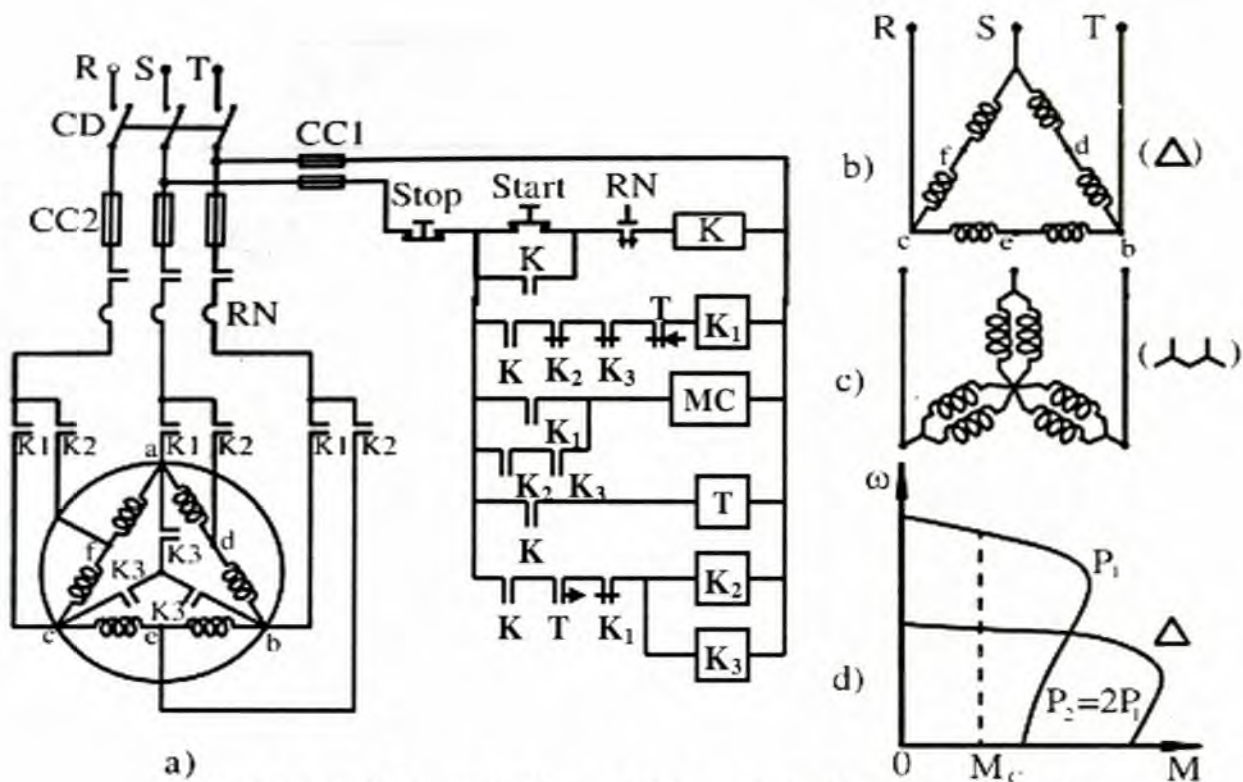 R S T
CD
CC1
CC2
RN
Stop
Start
RN
K
K
T
K₁
K K₂ K₃
MC
K₁
K₂ K₃
T
K
K₂
K T K₁
K₃
K1 K2 K1 K2 K1 K2
a
f d
K3
K3
K3
c e b
a)
R S T
b)
f d
(△)
c e b
c)
ω
P₁
△
d)
P₂=2P₁
0 M_C M